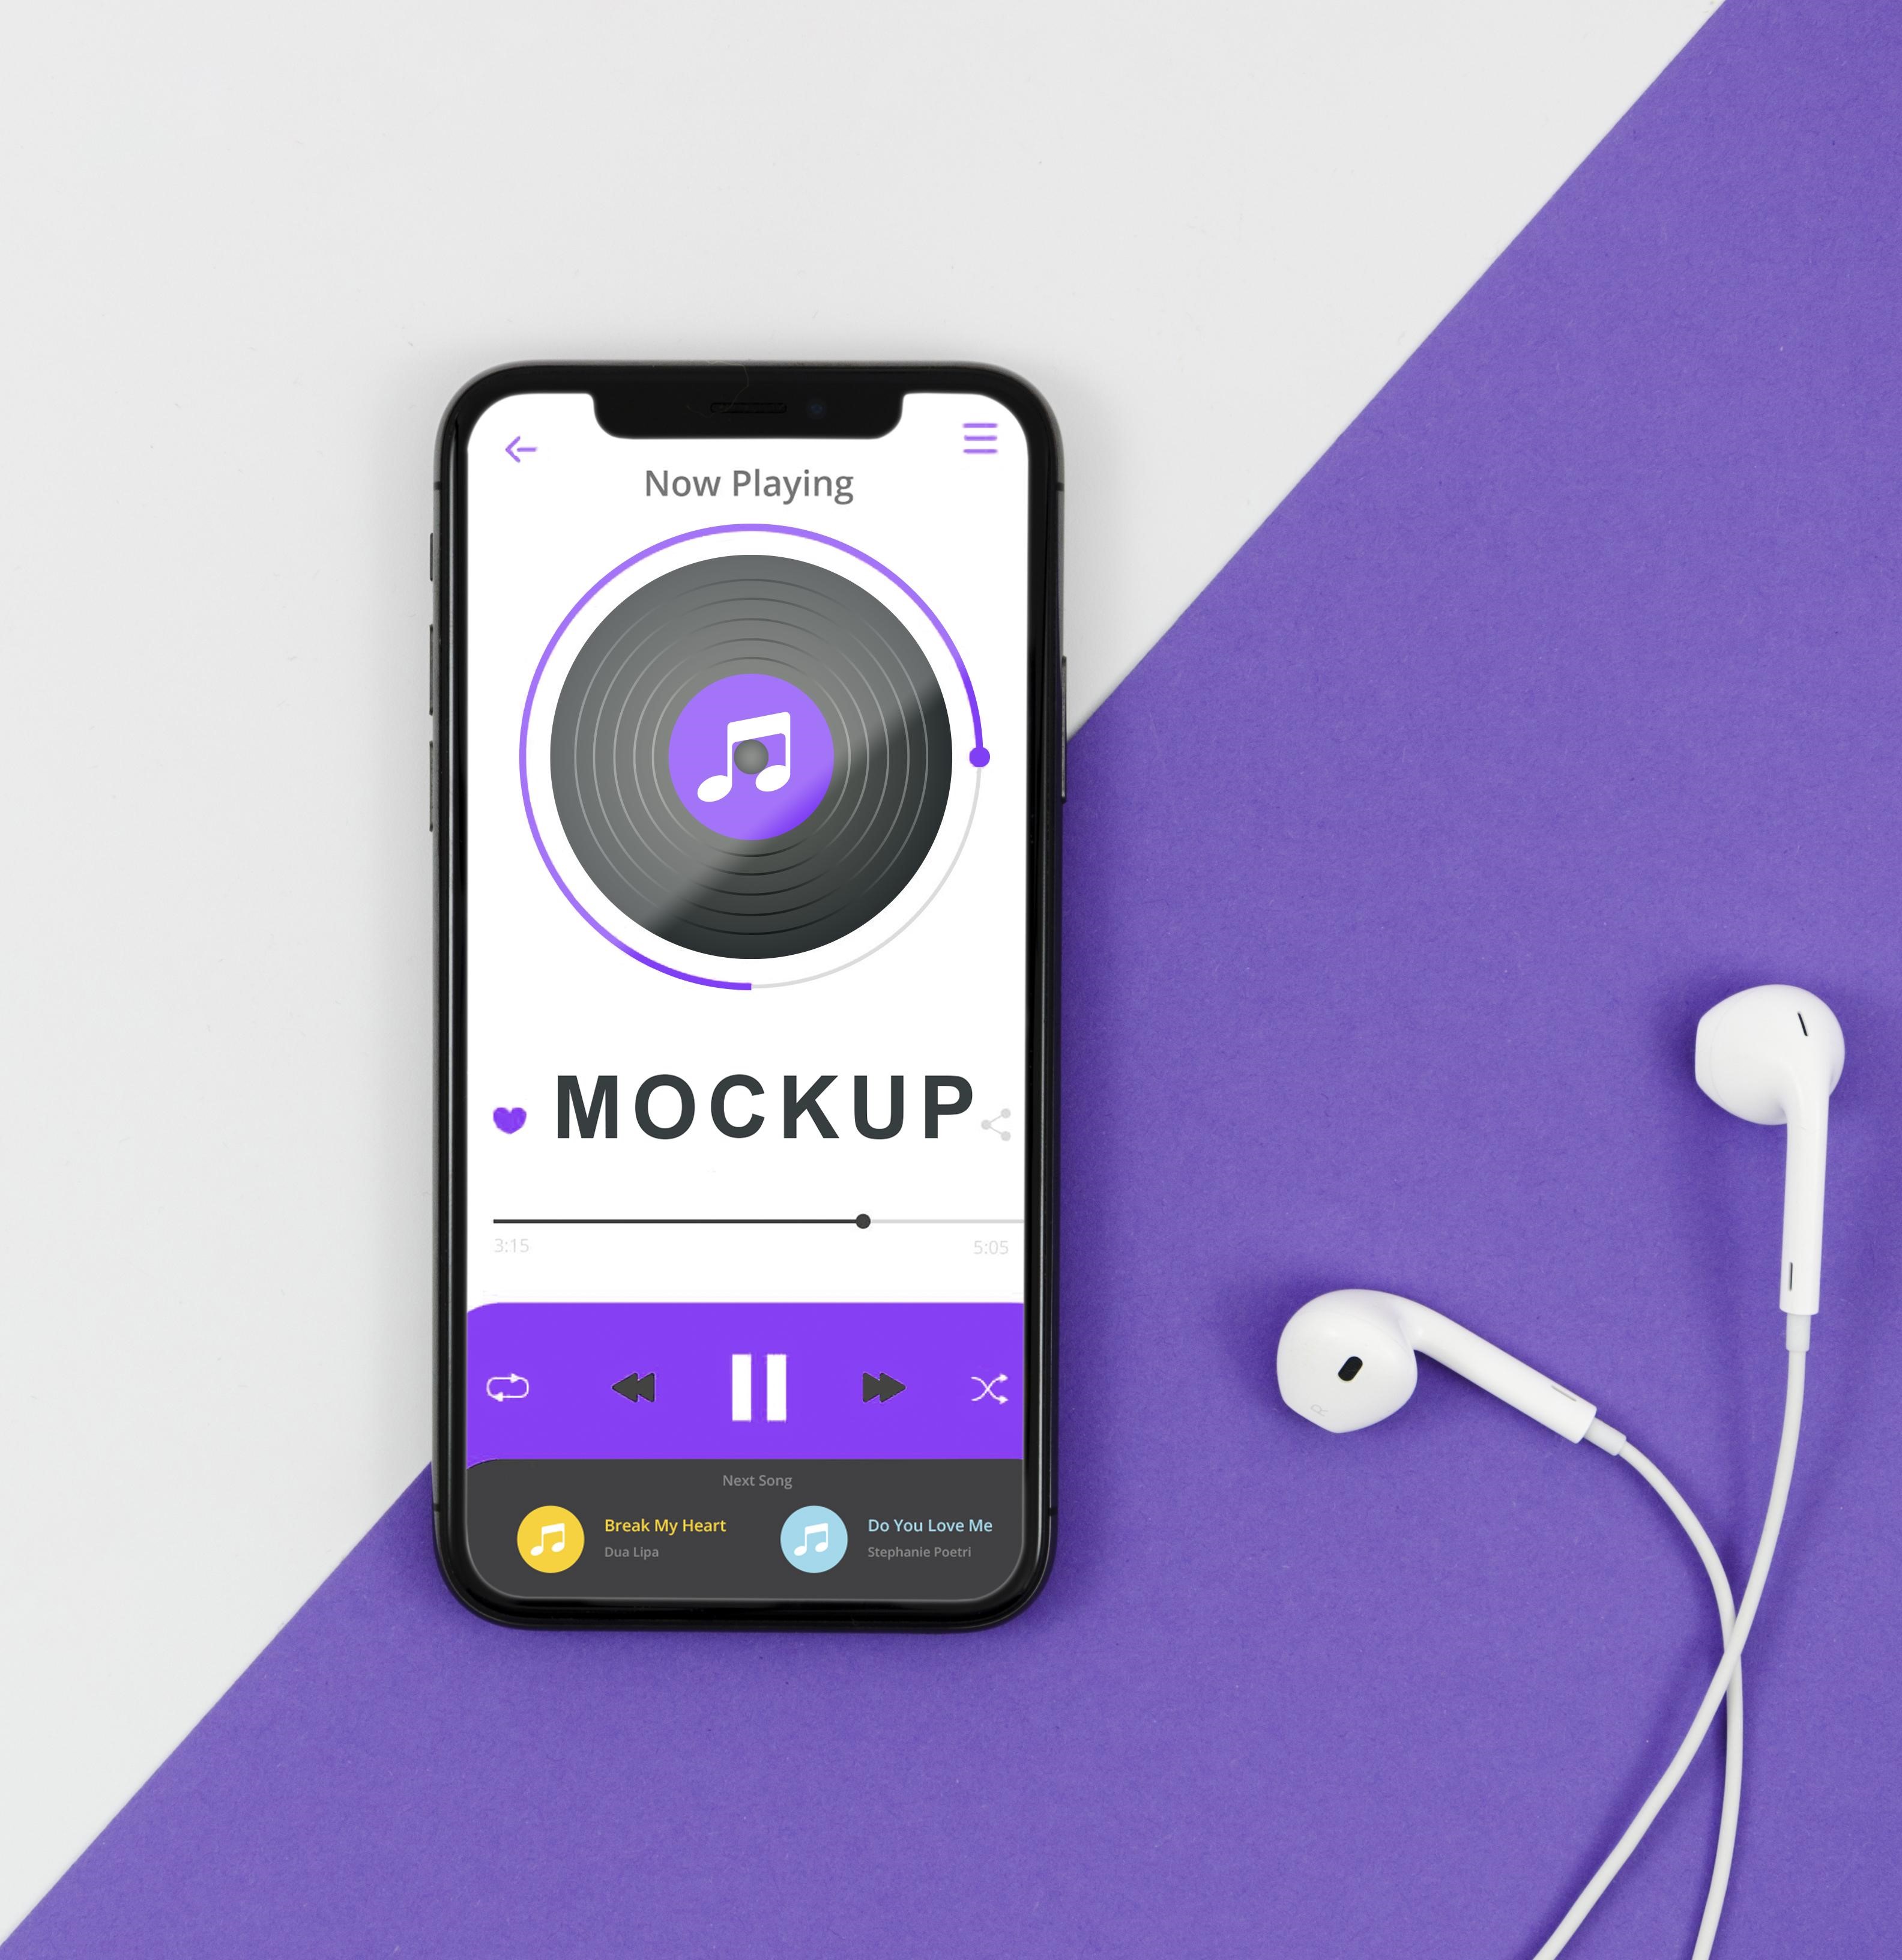 Now Playing
MOCKUP
3:15 5:05
Next Song
Break My Heart Do You Love Me
Dua Lipa Stephanie Poetri
R